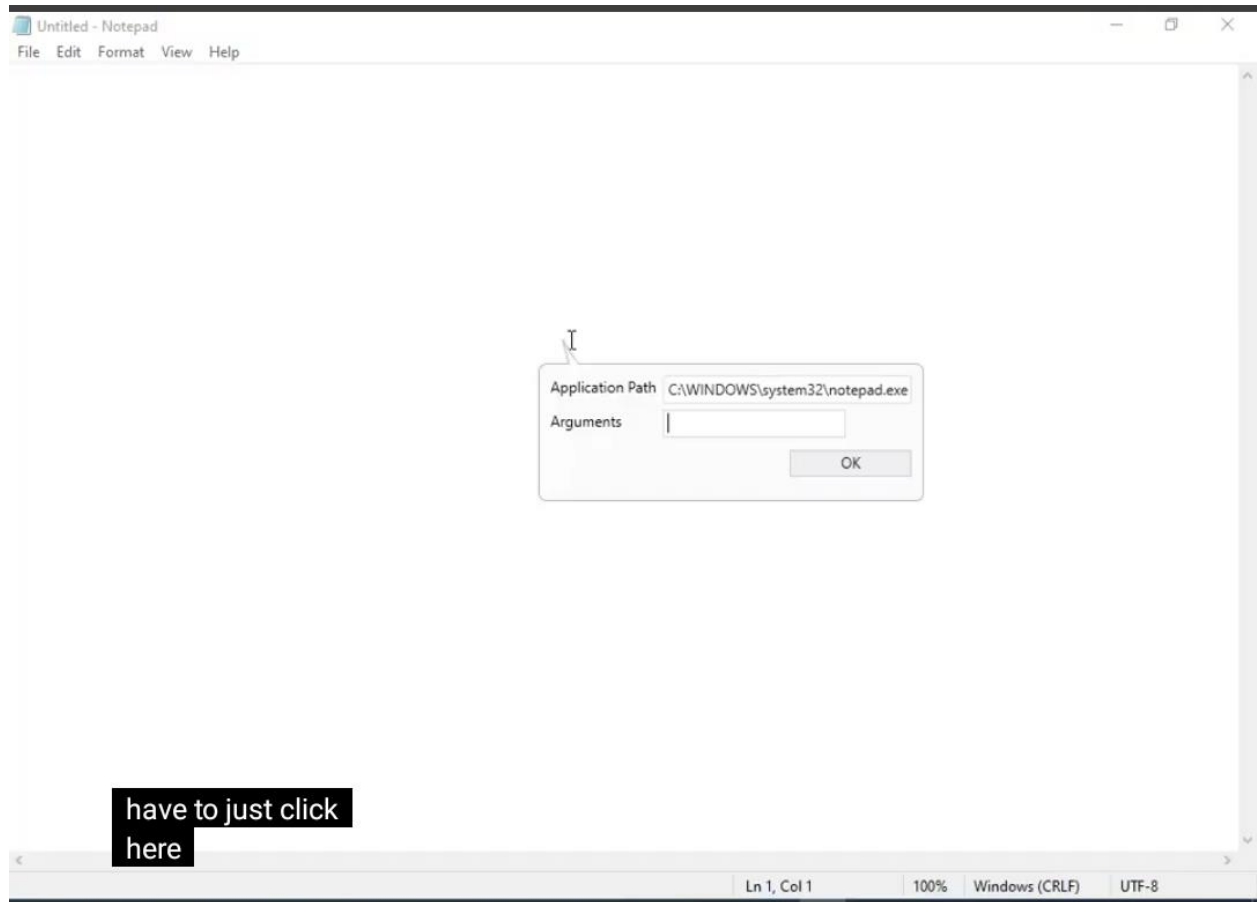 Untitled - Notepad
File Edit Format View Help
Application Path C:\WINDOWS\system32\notepad.exe
Arguments
OK
have to just click
here
Ln 1, Col 1 100% Windows (CRLF) UTF-8